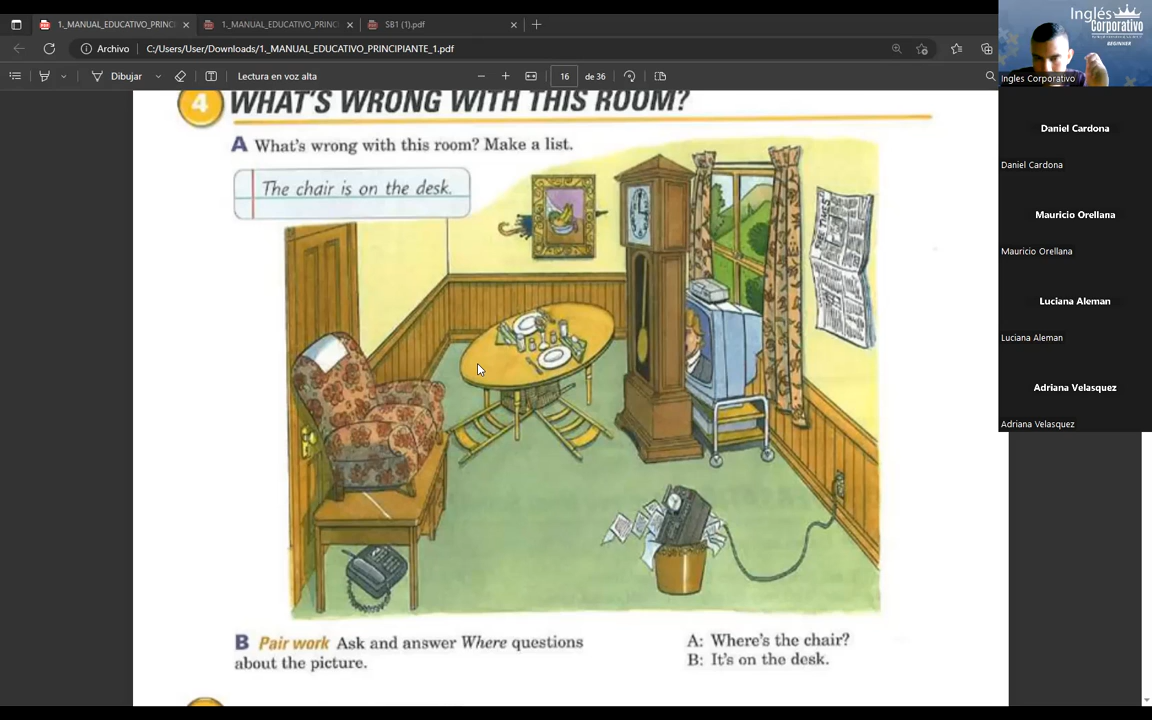 1._MANUAL_EDUCATIVO_PRINCI
1._MANUAL_EDUCATIVO_PRINCI
SB1 (1).pdf
Archivo
C:/Users/User/Downloads/1._MANUAL_EDUCATIVO_PRINCIPIANTE_1.pdf
Dibujar
Lectura en voz alta
16
de 36
4 WHAT'S WRONG WITH THIS ROOM?
A What's wrong with this room? Make a list.
The chair is on the desk.
B Pair work Ask and answer Where questions
about the picture.
A: Where's the chair?
B: It's on the desk.
Inglés
Corporativo
BEGINNER
Ingles Corporativo
Daniel Cardona
Daniel Cardona
Mauricio Orellana
Mauricio Orellana
Luciana Aleman
Luciana Aleman
Adriana Velasquez
Adriana Velasquez